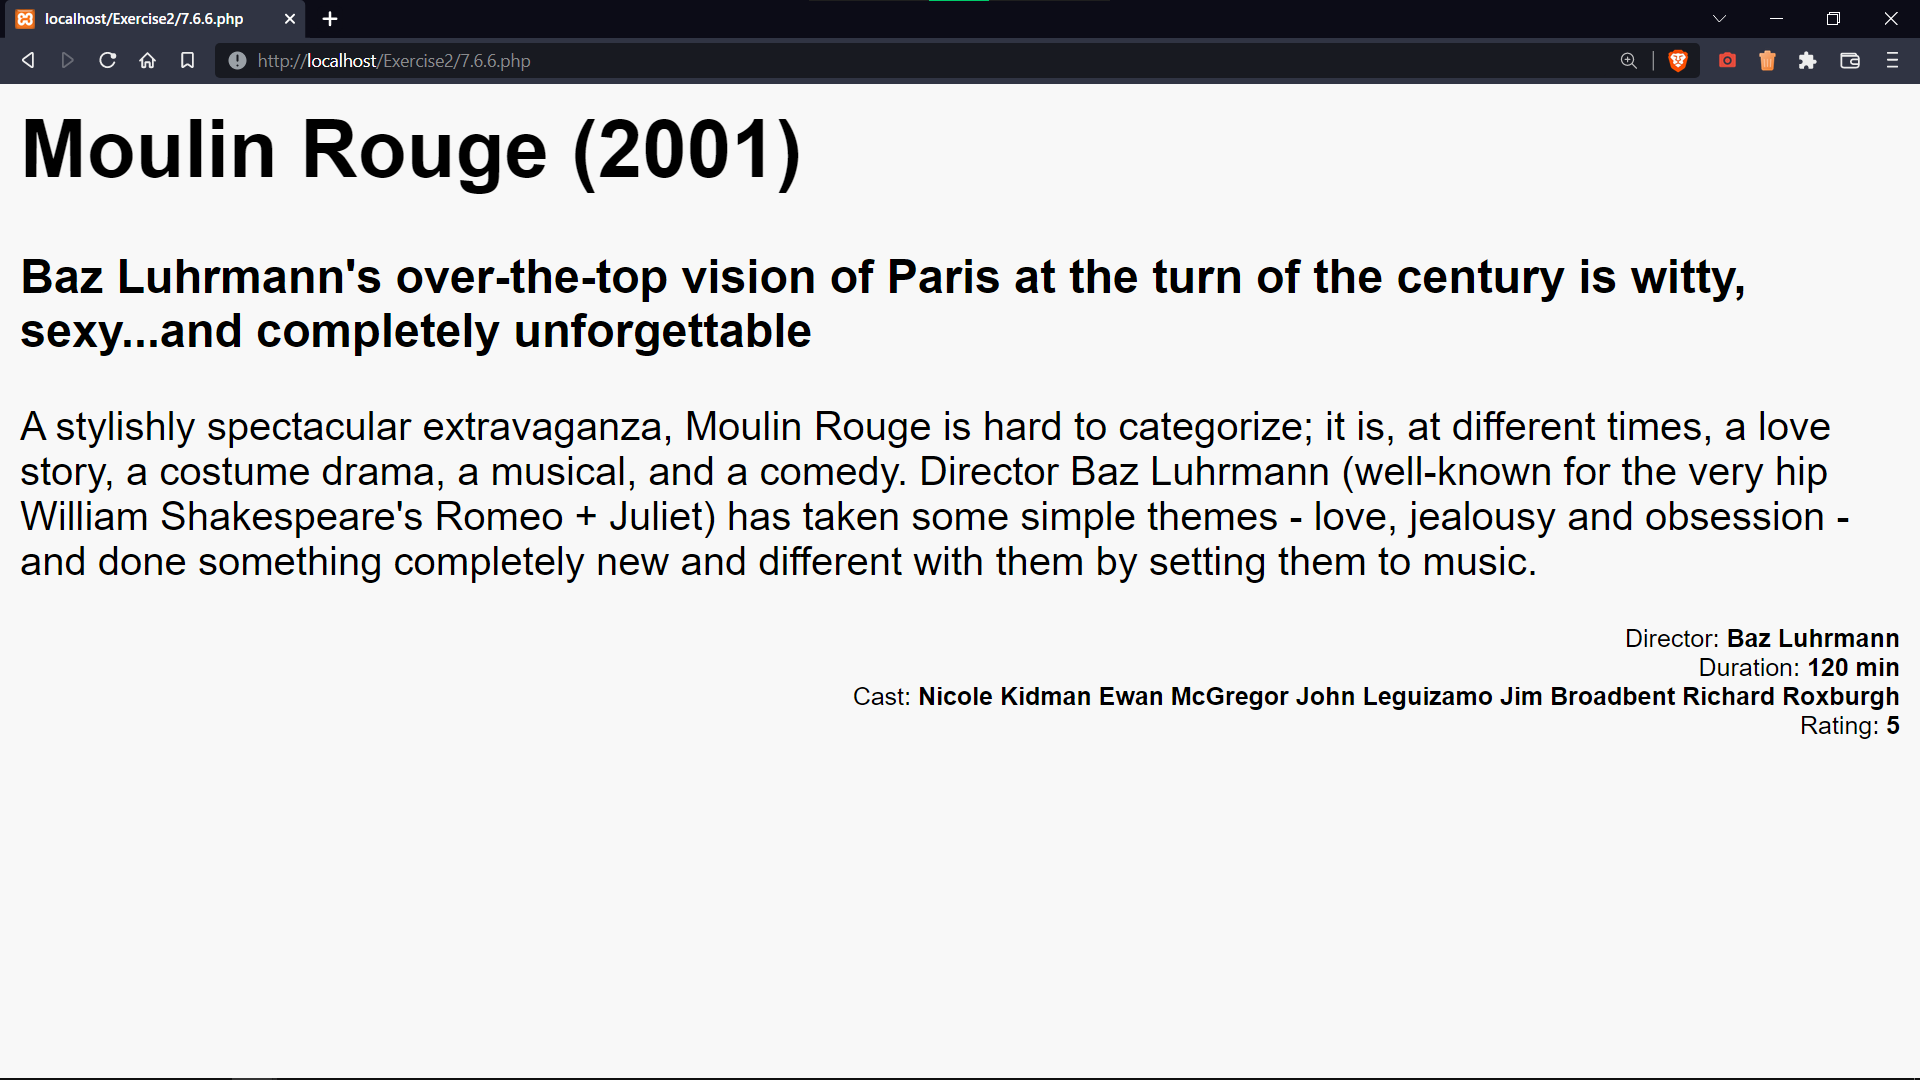 localhost/Exercise2/7.6.6.php
http://localhost/Exercise2/7.6.6.php
Moulin Rouge (2001)
Baz Luhrmann's over-the-top vision of Paris at the turn of the century is witty,
sexy...and completely unforgettable
A stylishly spectacular extravaganza, Moulin Rouge is hard to categorize; it is, at different times, a love
story, a costume drama, a musical, and a comedy. Director Baz Luhrmann (well-known for the very hip
William Shakespeare's Romeo + Juliet) has taken some simple themes - love, jealousy and obsession -
and done something completely new and different with them by setting them to music.
Director: Baz Luhrmann
Duration: 120 min
Cast: Nicole Kidman Ewan McGregor John Leguizamo Jim Broadbent Richard Roxburgh
Rating: 5